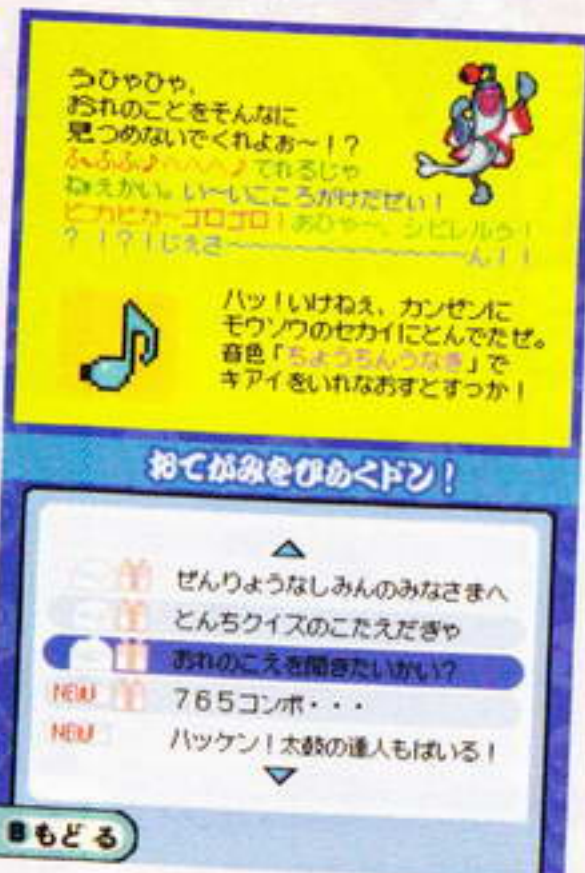 うひゃひゃ、
おれのことをそんなに
見つめないでくれよぉ～！？
ふふふ♪へへへ♪てれるじゃ
ねぇかい。い～いこころがけだぜぃ！
ピカピカ～ゴロゴロ！あひゃ～、シビレルぅ！
？！？！じぇさ～～～～～～～～～ん！！
ハッ！いけねぇ、カンゼンに
モウソウのセカイにとんでたぜ。
音色「ちょうちんうなぎ」で
キアイをいれなおすとすっか！
おてがみをひらくドン！
ぜんりょうなしみんのみなさまへ
とんちクイズのこたえだぎゃ
おれのこえを聞きたいかい？
NEW 765コンボ・・・
NEW ハッケン！太鼓の達人もばいる！
B もどる